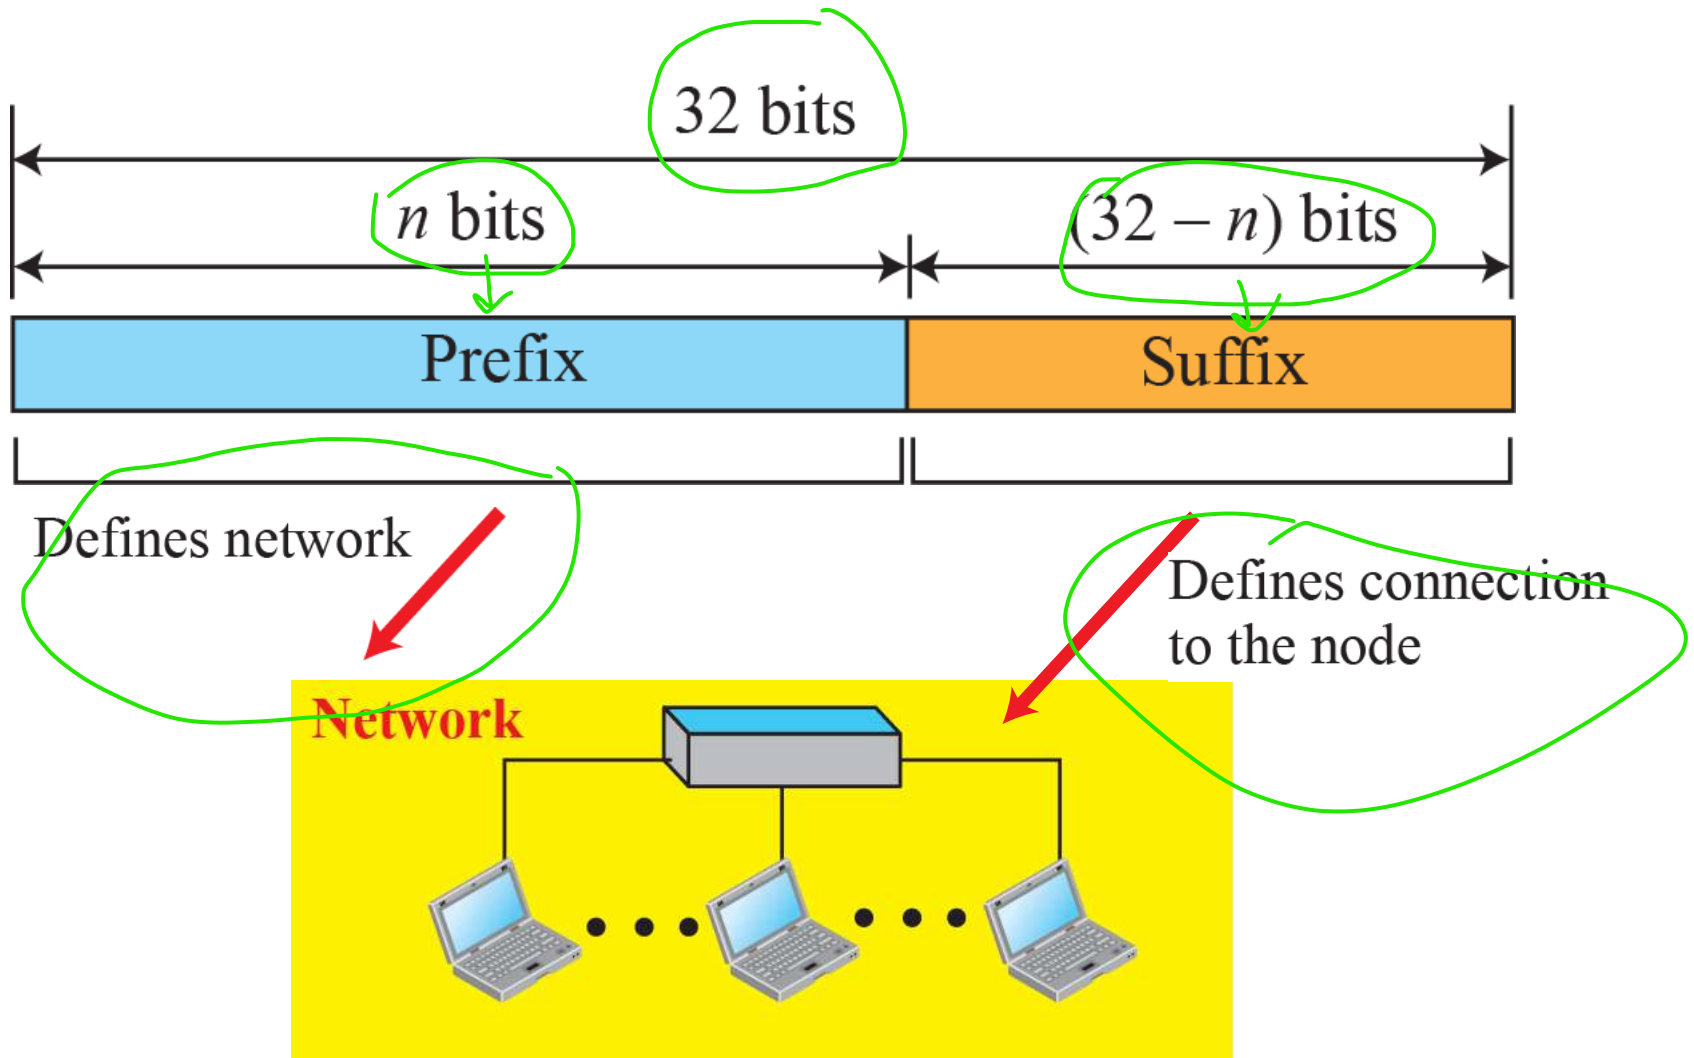 32 bits
n bits
(32 – n) bits
Prefix
Suffix
Defines network
Defines connection
to the node
Network